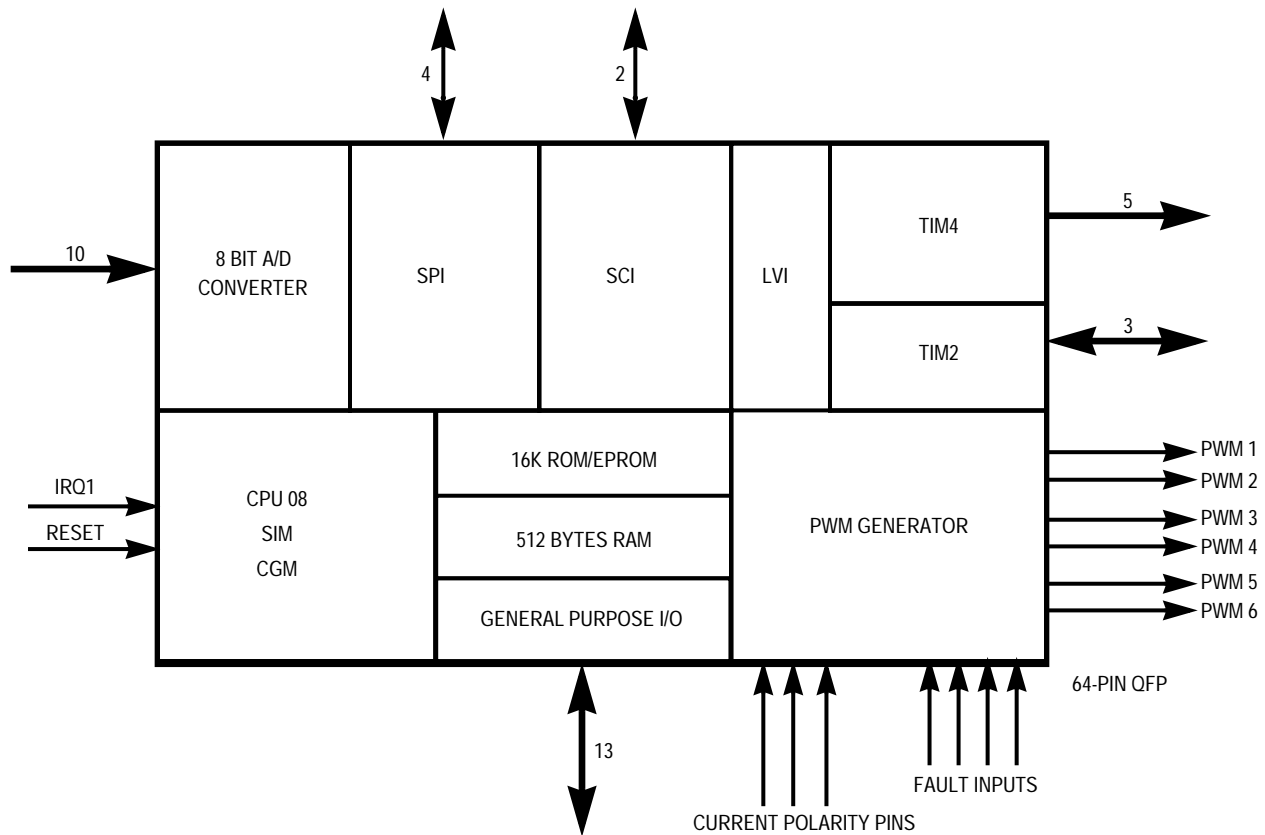 4
2
10
8 BIT A/D
CONVERTER
SPI
SCI
LVI
TIM4
5
TIM2
3
IRQ1
RESET
CPU 08
SIM
CGM
16K ROM/EPROM
512 BYTES RAM
GENERAL PURPOSE I/O
PWM GENERATOR
PWM 1
PWM 2
PWM 3
PWM 4
PWM 5
PWM 6
64-PIN QFP
13
FAULT INPUTS
CURRENT POLARITY PINS